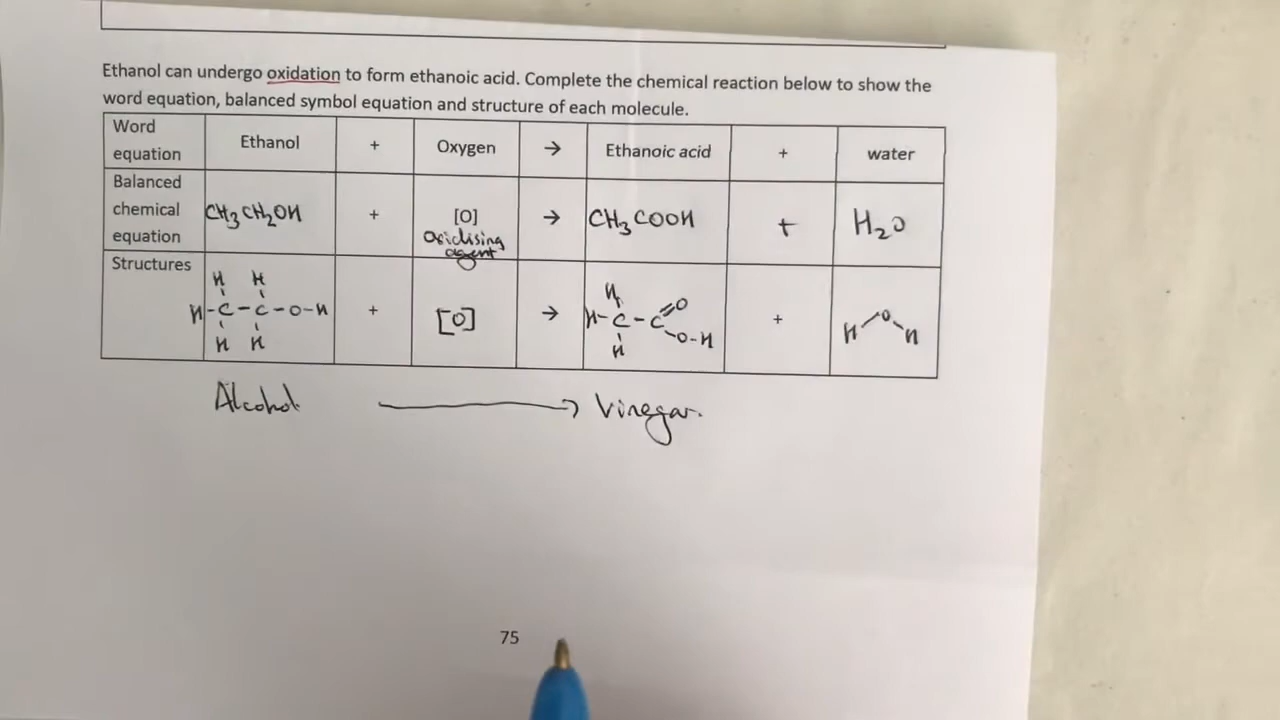 Ethanol can undergo oxidation to form ethanoic acid. Complete the chemical reaction below to show the
word equation, balanced symbol equation and structure of each molecule.
Word equation Ethanol + Oxygen → Ethanoic acid + water
Balanced chemical equation CH₃CH₂OH + [O] Oxidising agent → CH₃COOH + H₂O
Structures
H H
H-C-C-O-H + [O] → H-C-C=O O-H + H O H
H H
Alcohol → Vinegar.
75